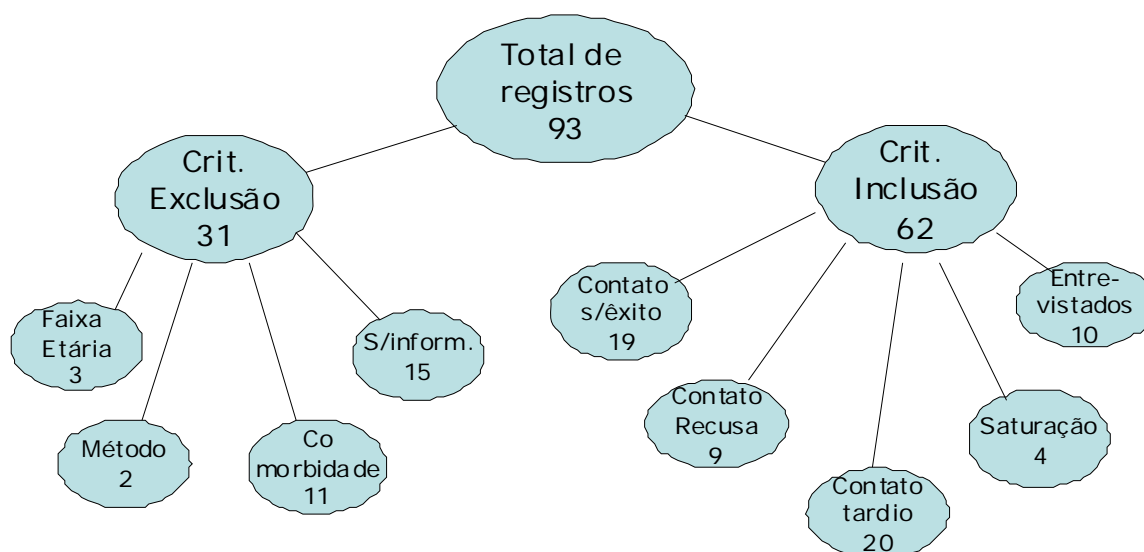 Total de
registros
93
Crit.
Exclusão
31
Crit.
Inclusão
62
Faixa
Etária
3
Método
2
Co
morbidade
11
S/inform.
15
Contato
s/êxito
19
Contato
Recusa
9
Contato
tardio
20
Saturação
4
Entre-
vistados
10